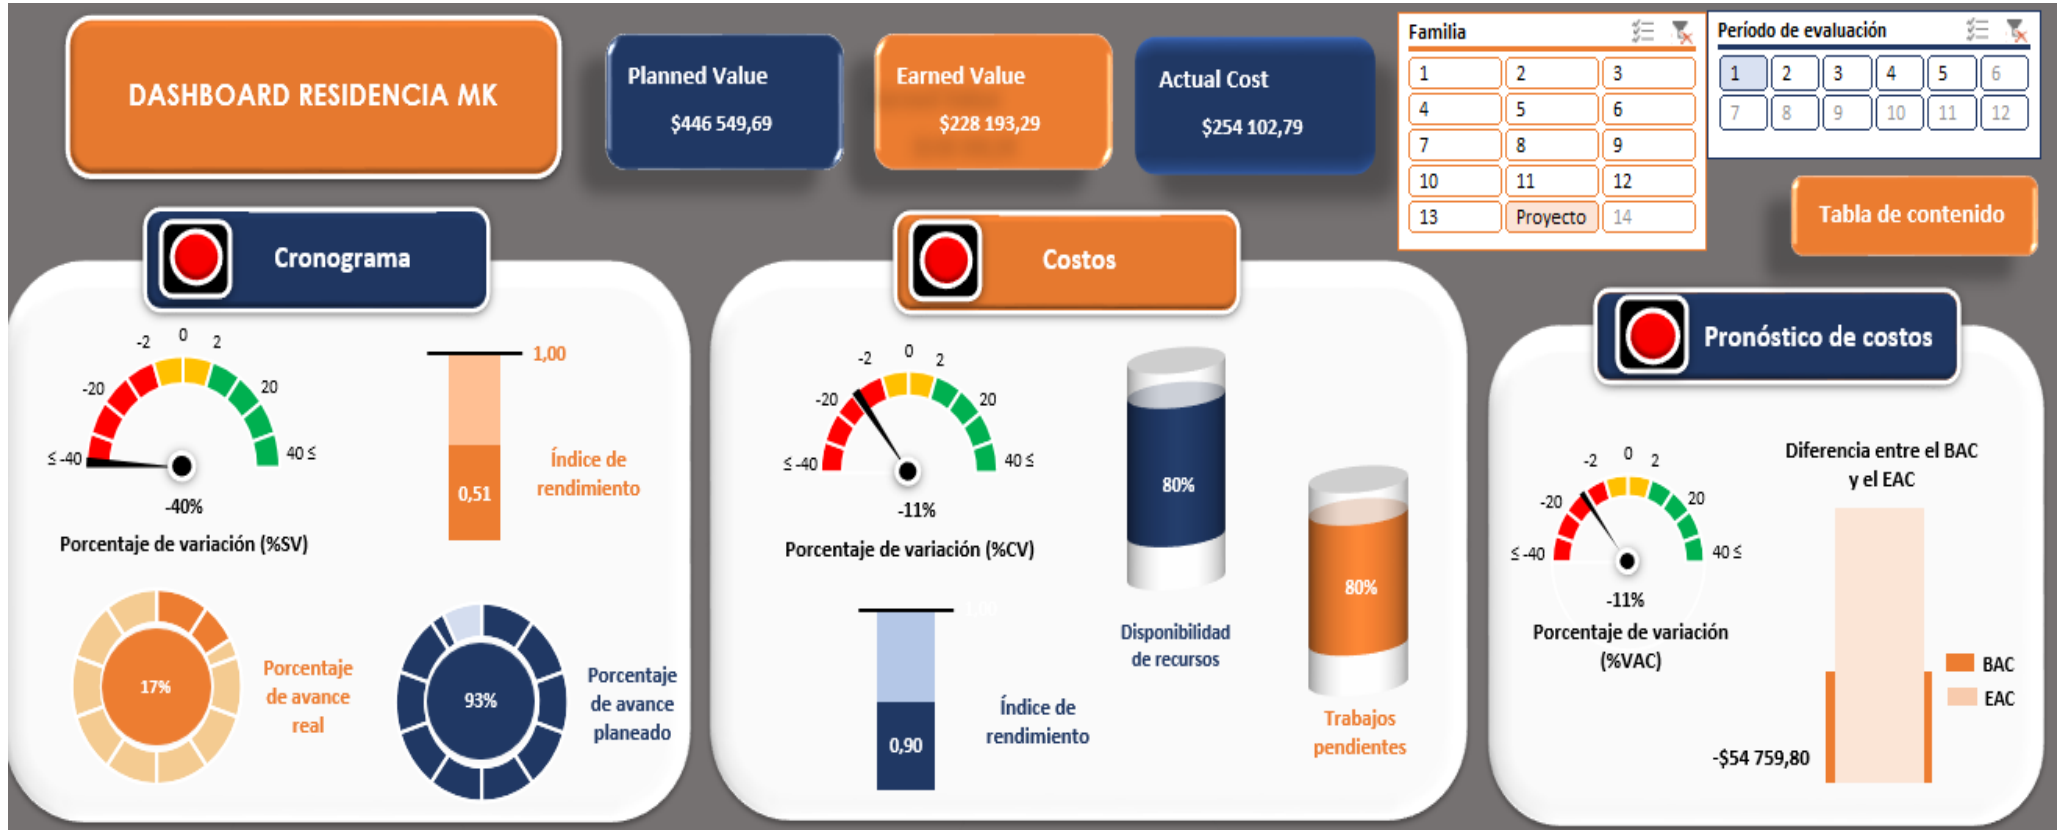 DASHBOARD RESIDENCIA MK
Planned Value
$446 549,69
Earned Value
$228 193,29
Actual Cost
$254 102,79
Familia
1 2 3
4 5 6
7 8 9
10 11 12
13 Proyecto 14
Período de evaluación
1 2 3 4 5 6
7 8 9 10 11 12
Tabla de contenido
Cronograma
-2 0 2
-20 20
≤ -40 40 ≤
-40%
Porcentaje de variación (%SV)
1,00
0,51
Índice de
rendimiento
17%
Porcentaje
de avance
real
93%
Porcentaje
de avance
planeado
Costos
-2 0 2
-20 20
≤ -40 40 ≤
-11%
Porcentaje de variación (%CV)
1,00
0,90
Índice de
rendimiento
80%
Disponibilidad
de recursos
80%
Trabajos
pendientes
Pronóstico de costos
-2 0 2
-20 20
≤ -40 40 ≤
-11%
Porcentaje de variación
(%VAC)
Diferencia entre el BAC
y el EAC
-$54 759,80
BAC
EAC